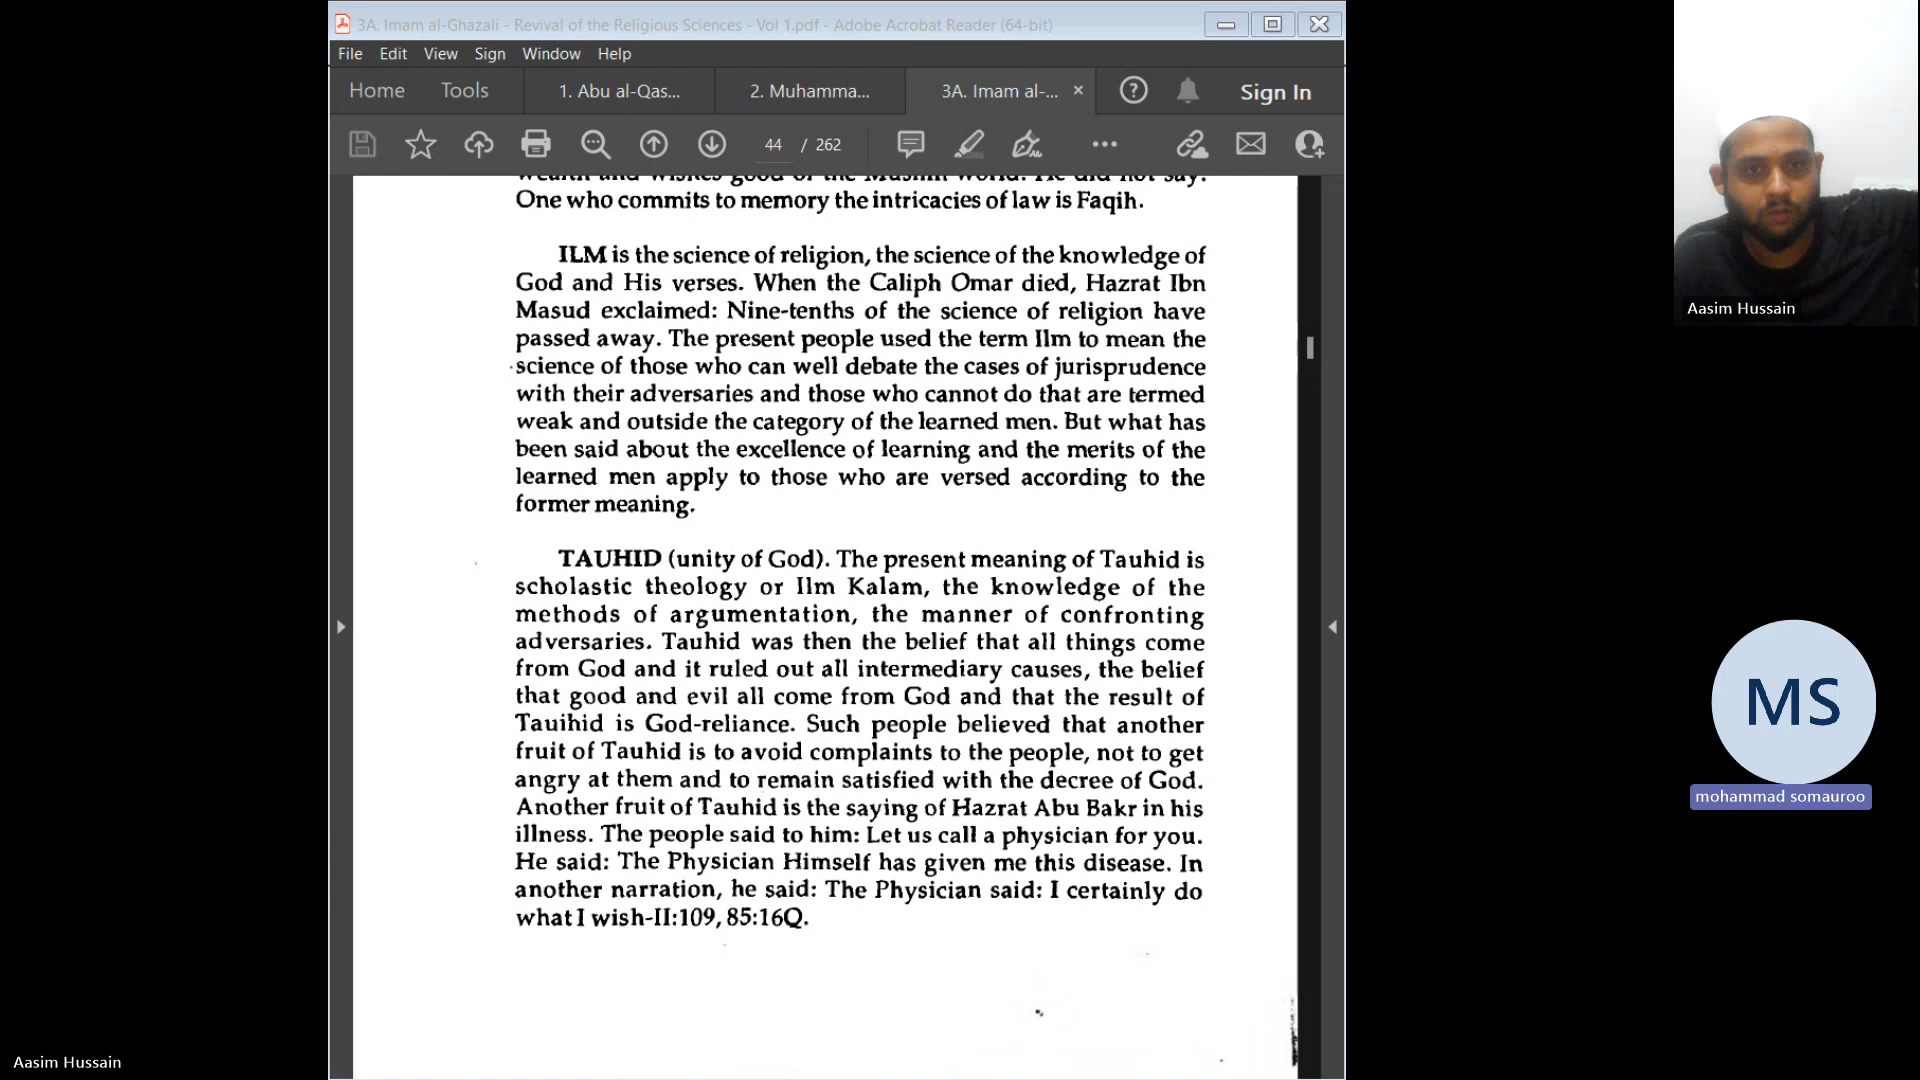 3A. Imam al-Ghazali - Revival of the Religious Sciences - Vol 1.pdf - Adobe Acrobat Reader (64-bit)
File Edit View Sign Window Help
Home Tools 1. Abu al-Qas... 2. Muhamma... 3A. Imam al-... Sign In
44 / 262
wealth and wishes good of the Muslim world. He did not say:
One who commits to memory the intricacies of law is Faqih.
ILM is the science of religion, the science of the knowledge of
God and His verses. When the Caliph Omar died, Hazrat Ibn
Masud exclaimed: Nine-tenths of the science of religion have
passed away. The present people used the term Ilm to mean the
science of those who can well debate the cases of jurisprudence
with their adversaries and those who cannot do that are termed
weak and outside the category of the learned men. But what has
been said about the excellence of learning and the merits of the
learned men apply to those who are versed according to the
former meaning.
TAUHID (unity of God). The present meaning of Tauhid is
scholastic theology or Ilm Kalam, the knowledge of the
methods of argumentation, the manner of confronting
adversaries. Tauhid was then the belief that all things come
from God and it ruled out all intermediary causes, the belief
that good and evil all come from God and that the result of
Tauihid is God-reliance. Such people believed that another
fruit of Tauhid is to avoid complaints to the people, not to get
angry at them and to remain satisfied with the decree of God.
Another fruit of Tauhid is the saying of Hazrat Abu Bakr in his
illness. The people said to him: Let us call a physician for you.
He said: The Physician Himself has given me this disease. In
another narration, he said: The Physician said: I certainly do
what I wish-II:109, 85:16Q.
Aasim Hussain
MS
mohammad somauroo
Aasim Hussain